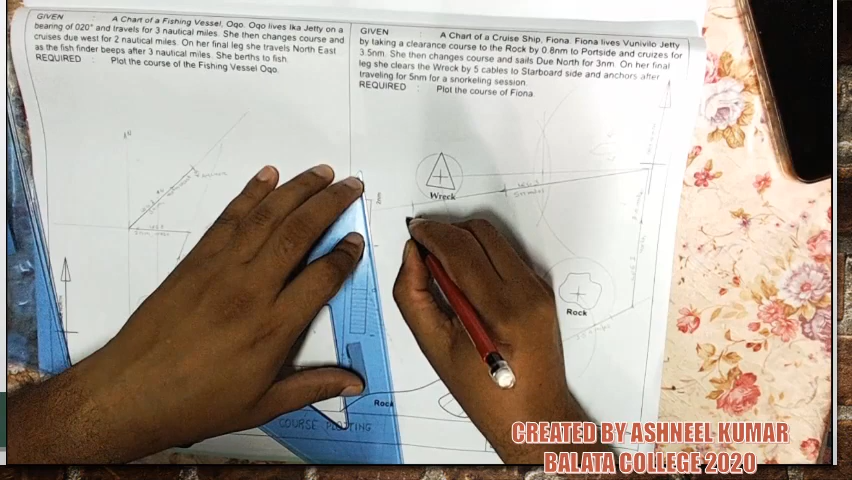 GIVEN : A Chart of a Fishing Vessel, Oqo. Oqo lives Ika Jetty on a
bearing of 020° and travels for 3 nautical miles. She then changes course and
cruises due west for 2 nautical miles. On her final leg she travels North East
as the fish finder beeps after 3 nautical miles. She berths to fish.
REQUIRED : Plot the course of the Fishing Vessel Oqo.
GIVEN : A Chart of a Cruise Ship, Fiona. Fiona lives Vunivilo Jetty
by taking a clearance course to the Rock by 0.8nm to Portside and cruizes for
3.5nm. She then changes course and sails Due North for 3nm. On her final
leg she clears the Wreck by 5 cables to Starboard side and anchors after
traveling for 5nm for a snorkeling session.
REQUIRED : Plot the course of Fiona
Wreck
Rock
Rock
COURSE PLOTTING
CREATED BY ASHNEEL KUMAR
BALATA COLLEGE 2020